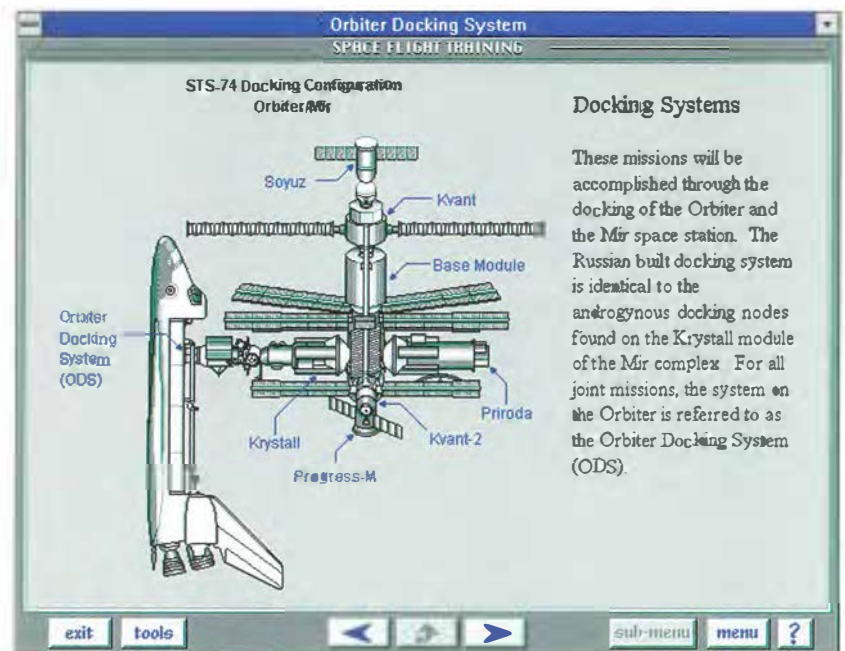 Orbiter Docking System
SPACE FLIGHT TRAINING
STS-74 Docking Configuration
Orbiter/Mir
Docking Systems
These missions will be
accomplished through the
docking of the Orbiter and
the Mir space station. The
Russian built docking system
is identical to the
androgynous docking nodes
found on the Krystall module
of the Mir complex. For all
joint missions, the system on
the Orbiter is referred to as
the Orbiter Docking System
(ODS).
Soyuz
Kvant
Base Module
Orbiter
Docking
System
(ODS)
Krystall
Priroda
Kvant-2
Progress-M
exit
tools
sub-menu
menu
?